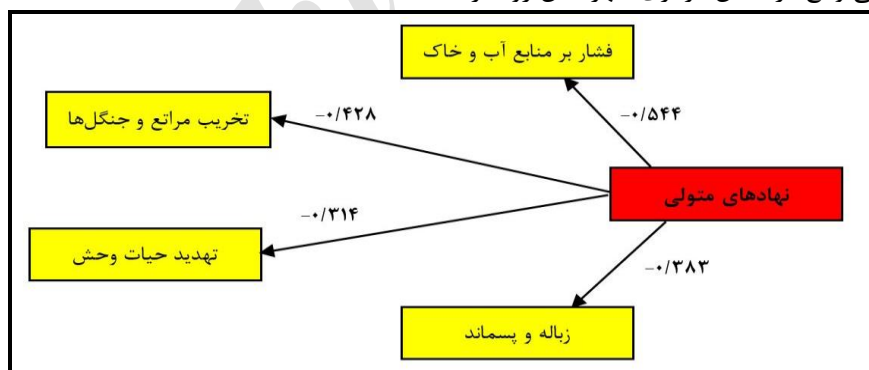 فشار بر منابع آب و خاک
-۰/۵۴۴
تخریب مراتع و جنگل‌ها
-۰/۴۲۸
نهادهای متولی
-۰/۳۱۴
تهدید حیات وحش
-۰/۳۸۳
زباله و پسماند